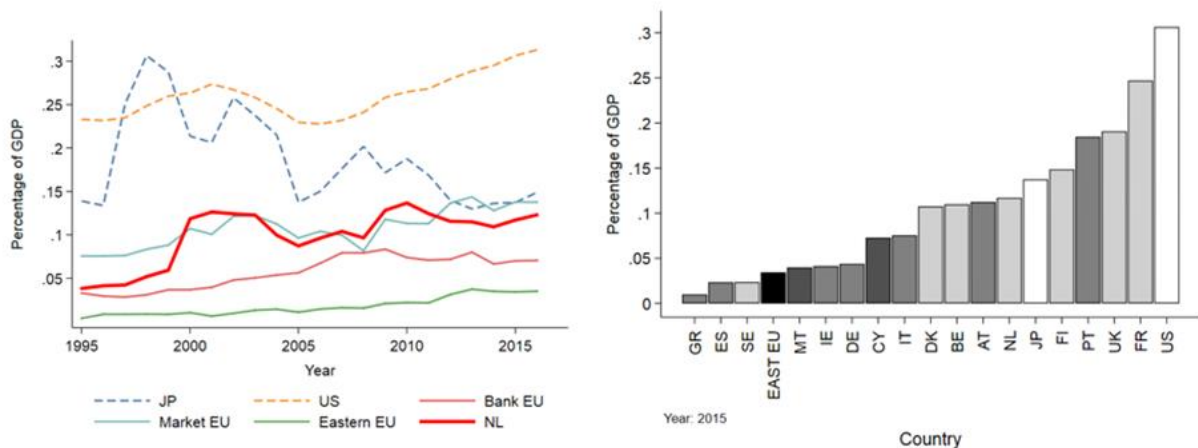 Percentage of GDP
.3
.25
.2
.15
.1
.05
1995 2000 2005 2010 2015
Year
JP US Bank EU
Market EU Eastern EU NL
Percentage of GDP
.3
.25
.2
.15
.1
.05
0
GR ES SE EAST EU MT IE DE CY IT DK BE AT NL JP FI PT UK FR US
Year: 2015
Country